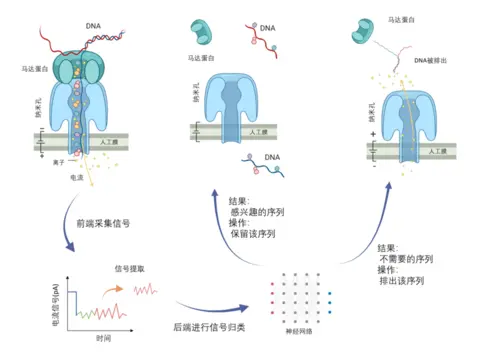 DNA
马达蛋白
纳米孔
人工膜
离子
电流
+
-
马达蛋白
DNA
纳米孔
人工膜
DNA
马达蛋白
DNA被排出
纳米孔
+
人工膜
-
前端采集信号
结果:
感兴趣的序列
操作:
保留该序列
结果:
不需要的序列
操作:
排出该序列
信号提取
电流信号(pA)
时间
后端进行信号归类
神经网络